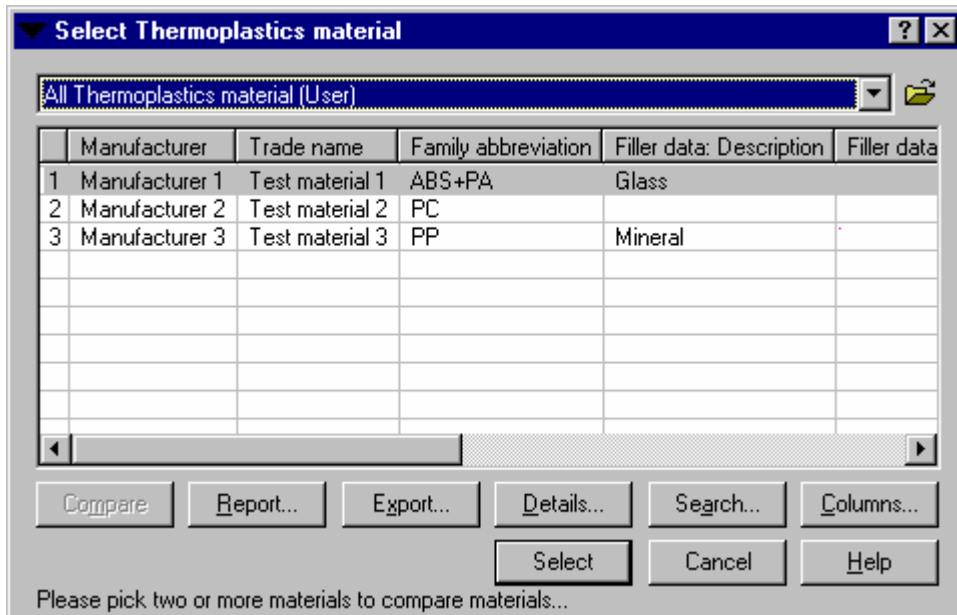 Select Thermoplastics material
All Thermoplastics material (User)
Manufacturer Trade name Family abbreviation Filler data: Description Filler data
1 Manufacturer 1 Test material 1 ABS+PA Glass
2 Manufacturer 2 Test material 2 PC
3 Manufacturer 3 Test material 3 PP Mineral
Compare Report... Export... Details... Search... Columns...
Select Cancel Help
Please pick two or more materials to compare materials...